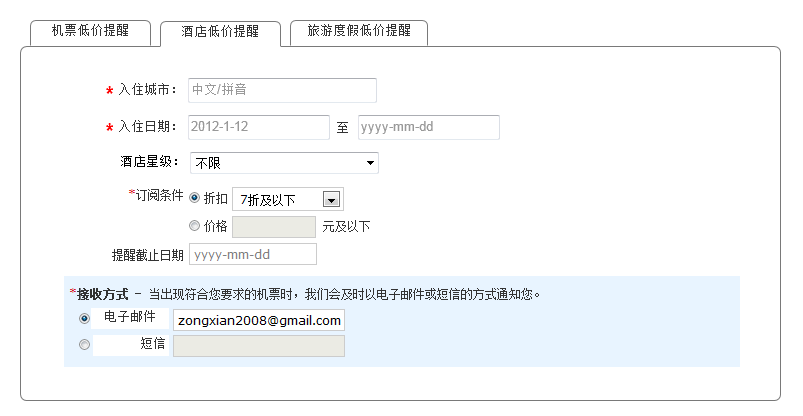 机票低价提醒 酒店低价提醒 旅游度假低价提醒
* 入住城市： 中文/拼音
* 入住日期： 2012-1-12 至 yyyy-mm-dd
酒店星级： 不限
*订阅条件 折扣 7折及以下
价格 元及以下
提醒截止日期 yyyy-mm-dd
*接收方式 － 当出现符合您要求的机票时，我们会及时以电子邮件或短信的方式通知您。
电子邮件 zongxian2008@gmail.com
短信